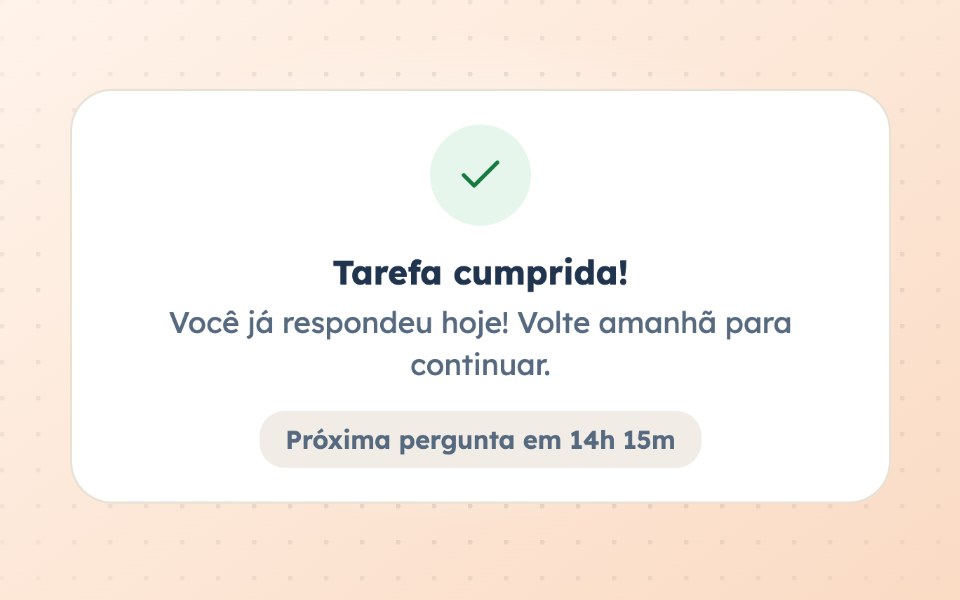 Tarefa cumprida!
Você já respondeu hoje! Volte amanhã para
continuar.
Próxima pergunta em 14h 15m